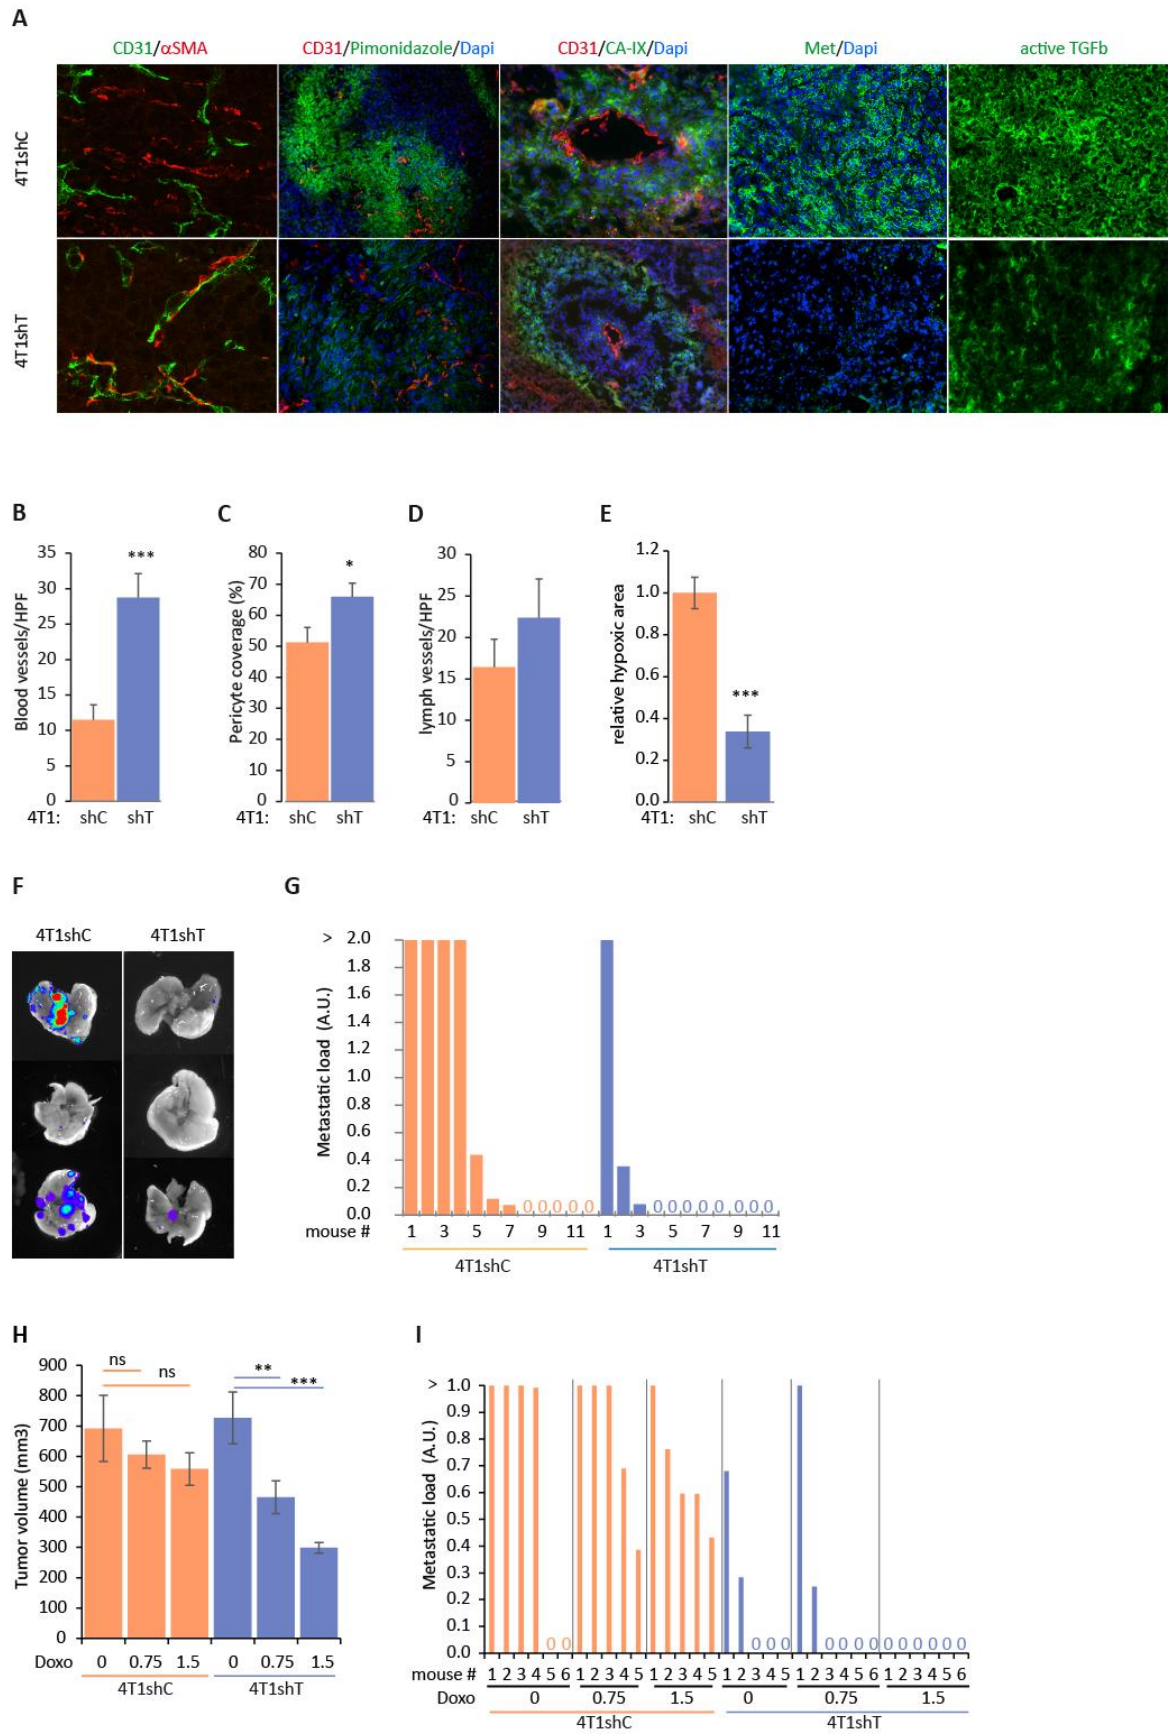 A
CD31/αSMA CD31/Pimonidazole/Dapi CD31/CA-IX/Dapi Met/Dapi active TGFb
4T1shC
4T1shT
B C D E
Blood vessels/HPF
35
30
25
20
15
10
5
0
***
4T1: shC shT
Pericyte coverage (%)
80
70
60
50
40
30
20
10
0
*
4T1: shC shT
lymph vessels/HPF
30
25
20
15
10
5
0
4T1: shC shT
relative hypoxic area
1.2
1.0
0.8
0.6
0.4
0.2
0.0
***
4T1: shC shT
F
4T1shC 4T1shT
G
Metastatic load (A.U.)
> 2.0
1.8
1.6
1.4
1.2
1.0
0.8
0.6
0.4
0.2
0.0
0 0 0 0 0 0 0 0 0 0 0 0 0
mouse # 1 3 5 7 9 11 1 3 5 7 9 11
4T1shC 4T1shT
H
Tumor volume (mm3)
900
800
700
600
500
400
300
200
100
0
ns
ns
**
***
Doxo 0 0.75 1.5 0 0.75 1.5
4T1shC 4T1shT
I
Metastatic load (A.U.)
> 1.0
0.9
0.8
0.7
0.6
0.5
0.4
0.3
0.2
0.1
0.0
0 0 0 0 0 0 0 0 0 0 0 0 0 0 0
mouse # 1 2 3 4 5 6 1 2 3 4 5 1 2 3 4 5 1 2 3 4 5 1 2 3 4 5 6 1 2 3 4 5 6
Doxo 0 0.75 1.5 0 0.75 1.5
4T1shC 4T1shT